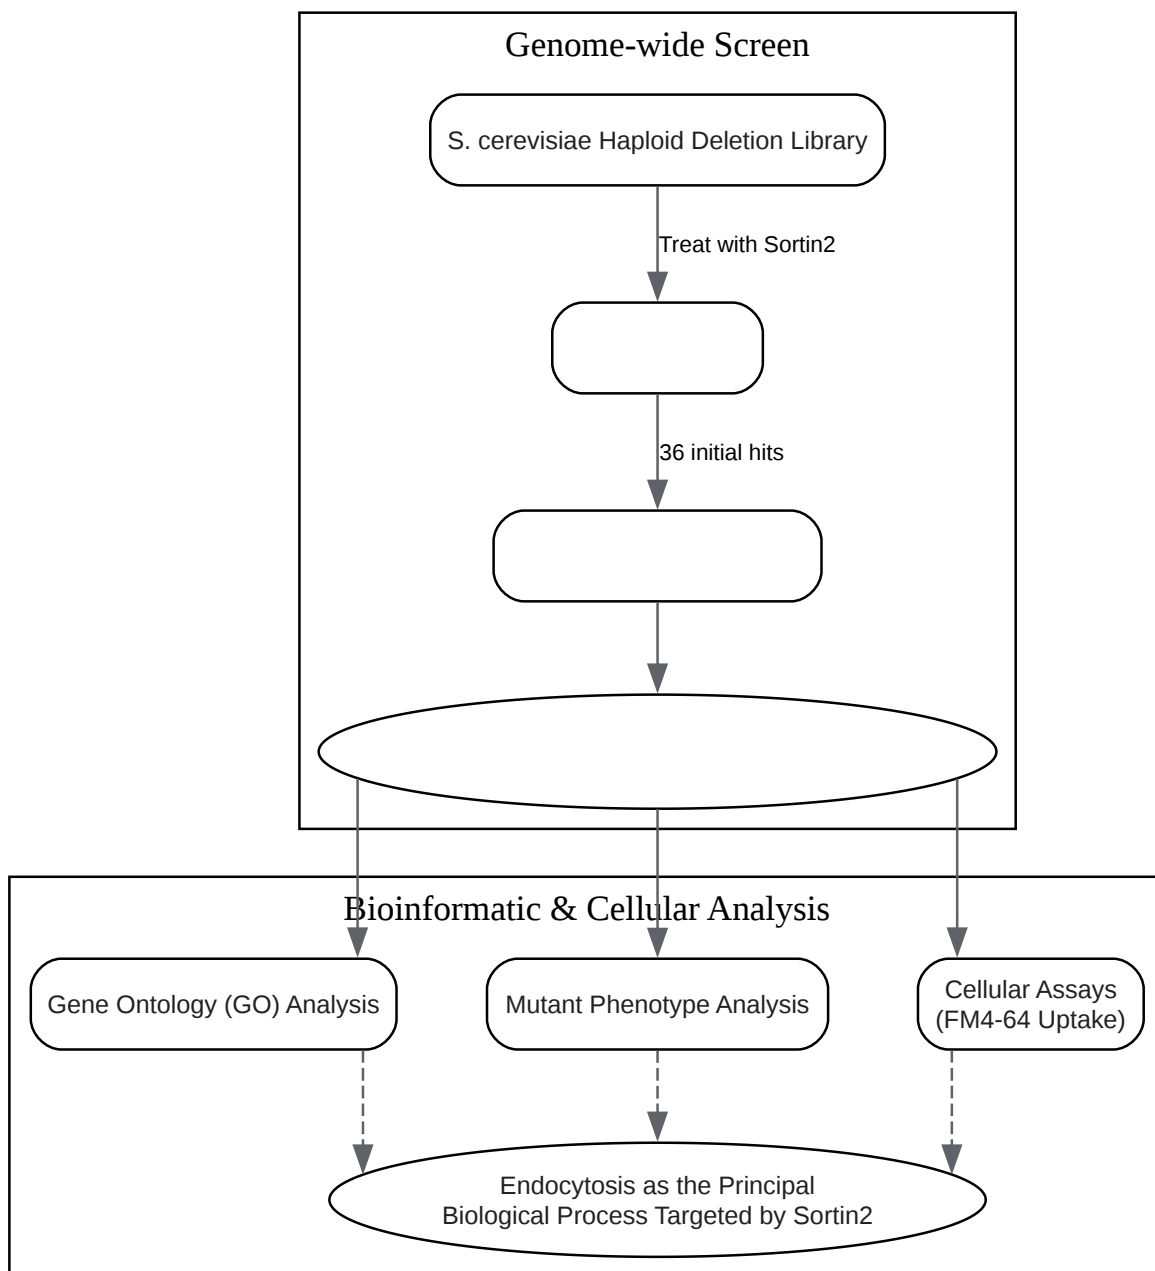 Genome-wide Screen
S. cerevisiae Haploid Deletion Library
Treat with Sortin2
36 initial hits
Bioinformatic & Cellular Analysis
Gene Ontology (GO) Analysis
Mutant Phenotype Analysis
Cellular Assays
(FM4-64 Uptake)
Endocytosis as the Principal
Biological Process Targeted by Sortin2